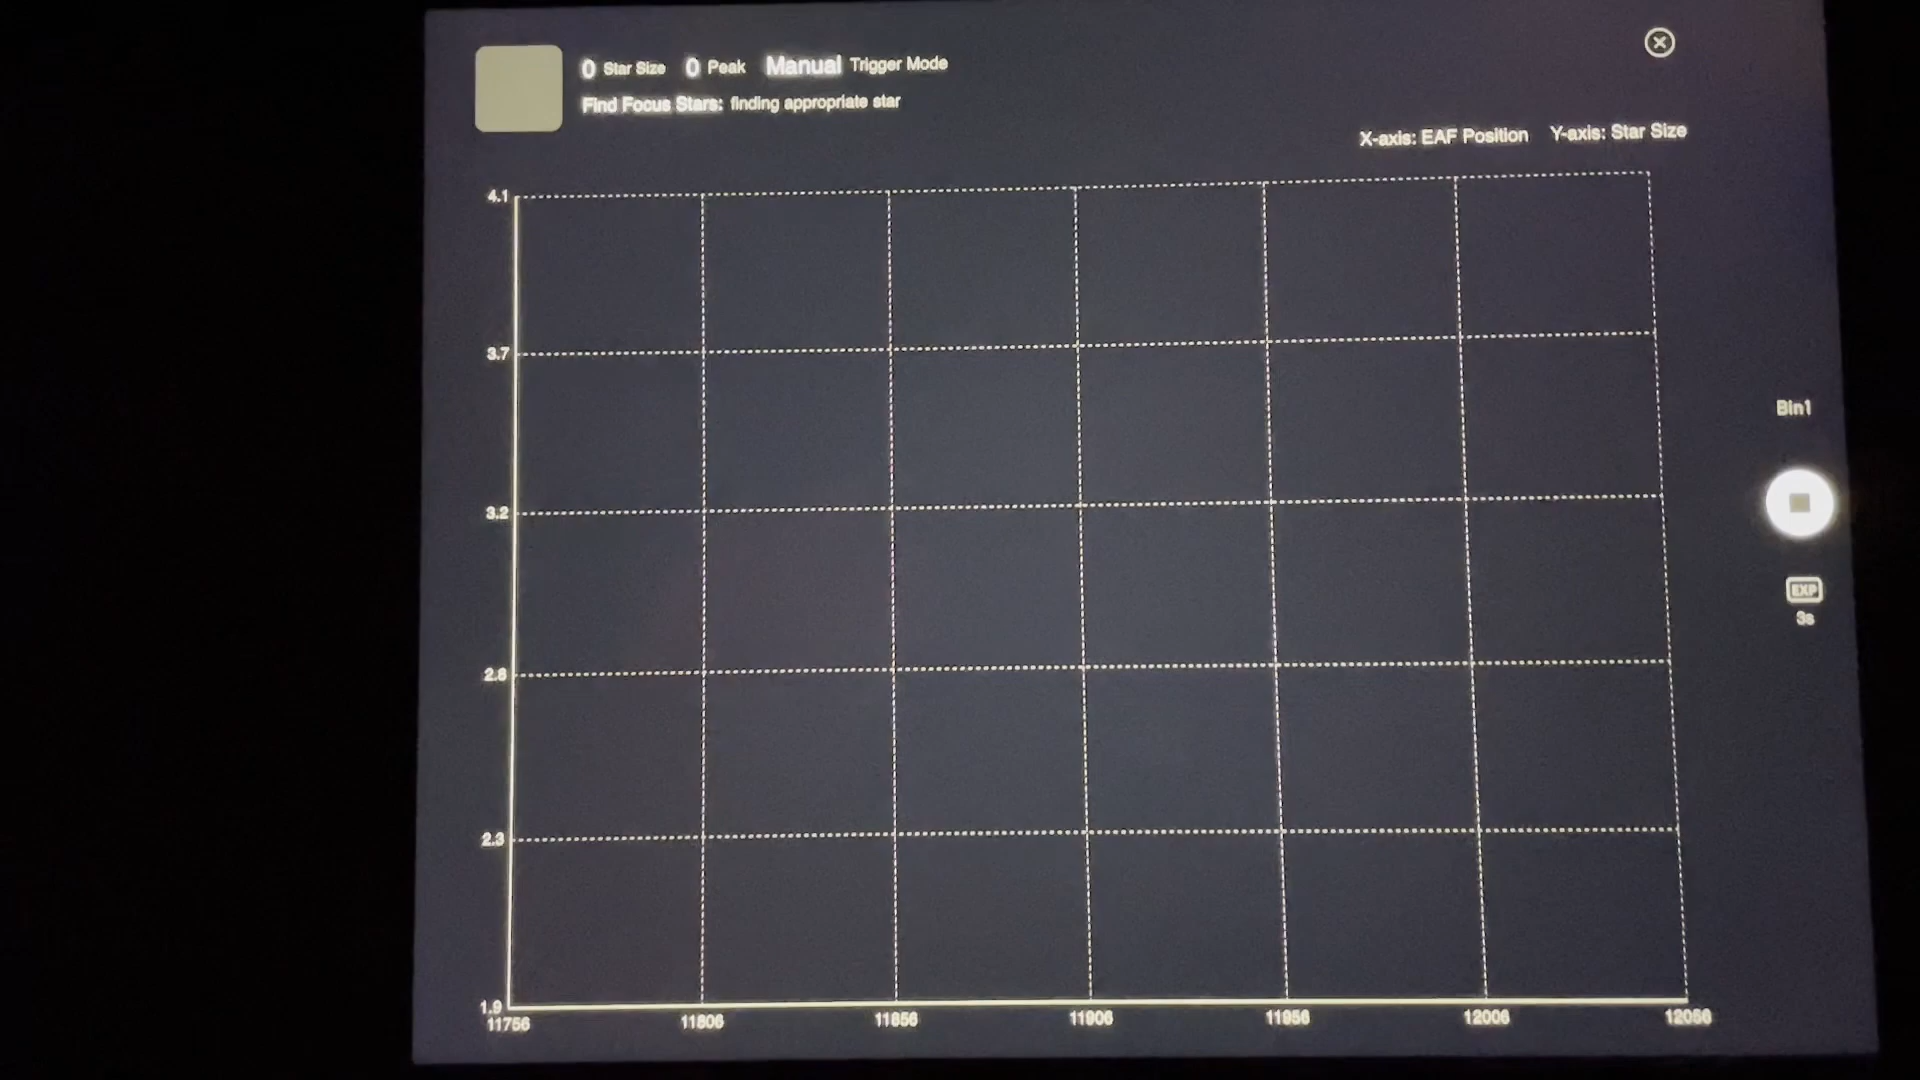 0 Star Size 0 Peak Manual Trigger Mode
Find Focus Stars: finding appropriate star
X-axis: EAF Position Y-axis: Star Size
4.1
3.7
3.2
2.8
2.3
1.9
11756 11806 11856 11906 11956 12006 12056
Bin1
EXP
3s